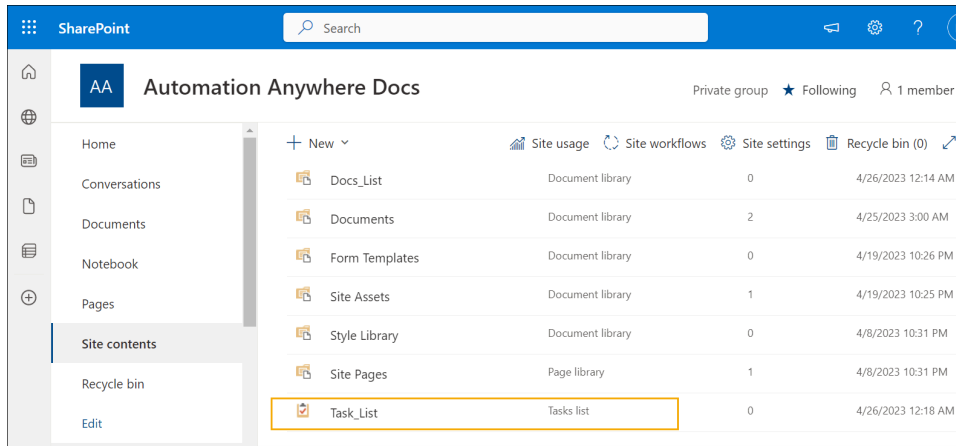 SharePoint
Search
AA
Automation Anywhere Docs
Private group ★ Following 1 member
Home
Conversations
Documents
Notebook
Pages
Site contents
Recycle bin
Edit
+ New
Site usage Site workflows Site settings Recycle bin (0)
Docs_List Document library 0 4/26/2023 12:14 AM
Documents Document library 2 4/25/2023 3:00 AM
Form Templates Document library 0 4/19/2023 10:26 PM
Site Assets Document library 1 4/19/2023 10:25 PM
Style Library Document library 0 4/8/2023 10:31 PM
Site Pages Page library 1 4/8/2023 10:31 PM
Task_List Tasks list 0 4/26/2023 12:18 AM